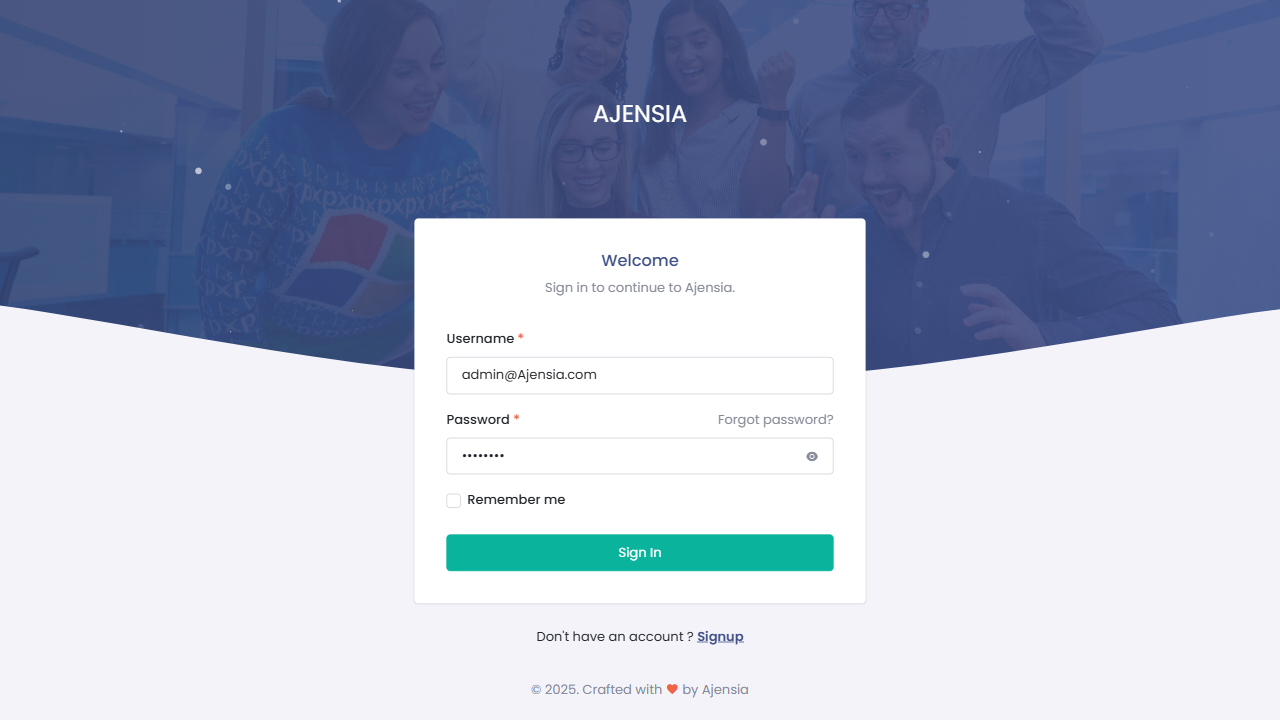 AJENSIA
Welcome
Sign in to continue to Ajensia.
Username *
admin@Ajensia.com
Password *
Forgot password?
••••••••
Remember me
Sign In
Don't have an account ? Signup
© 2025. Crafted with ❤ by Ajensia